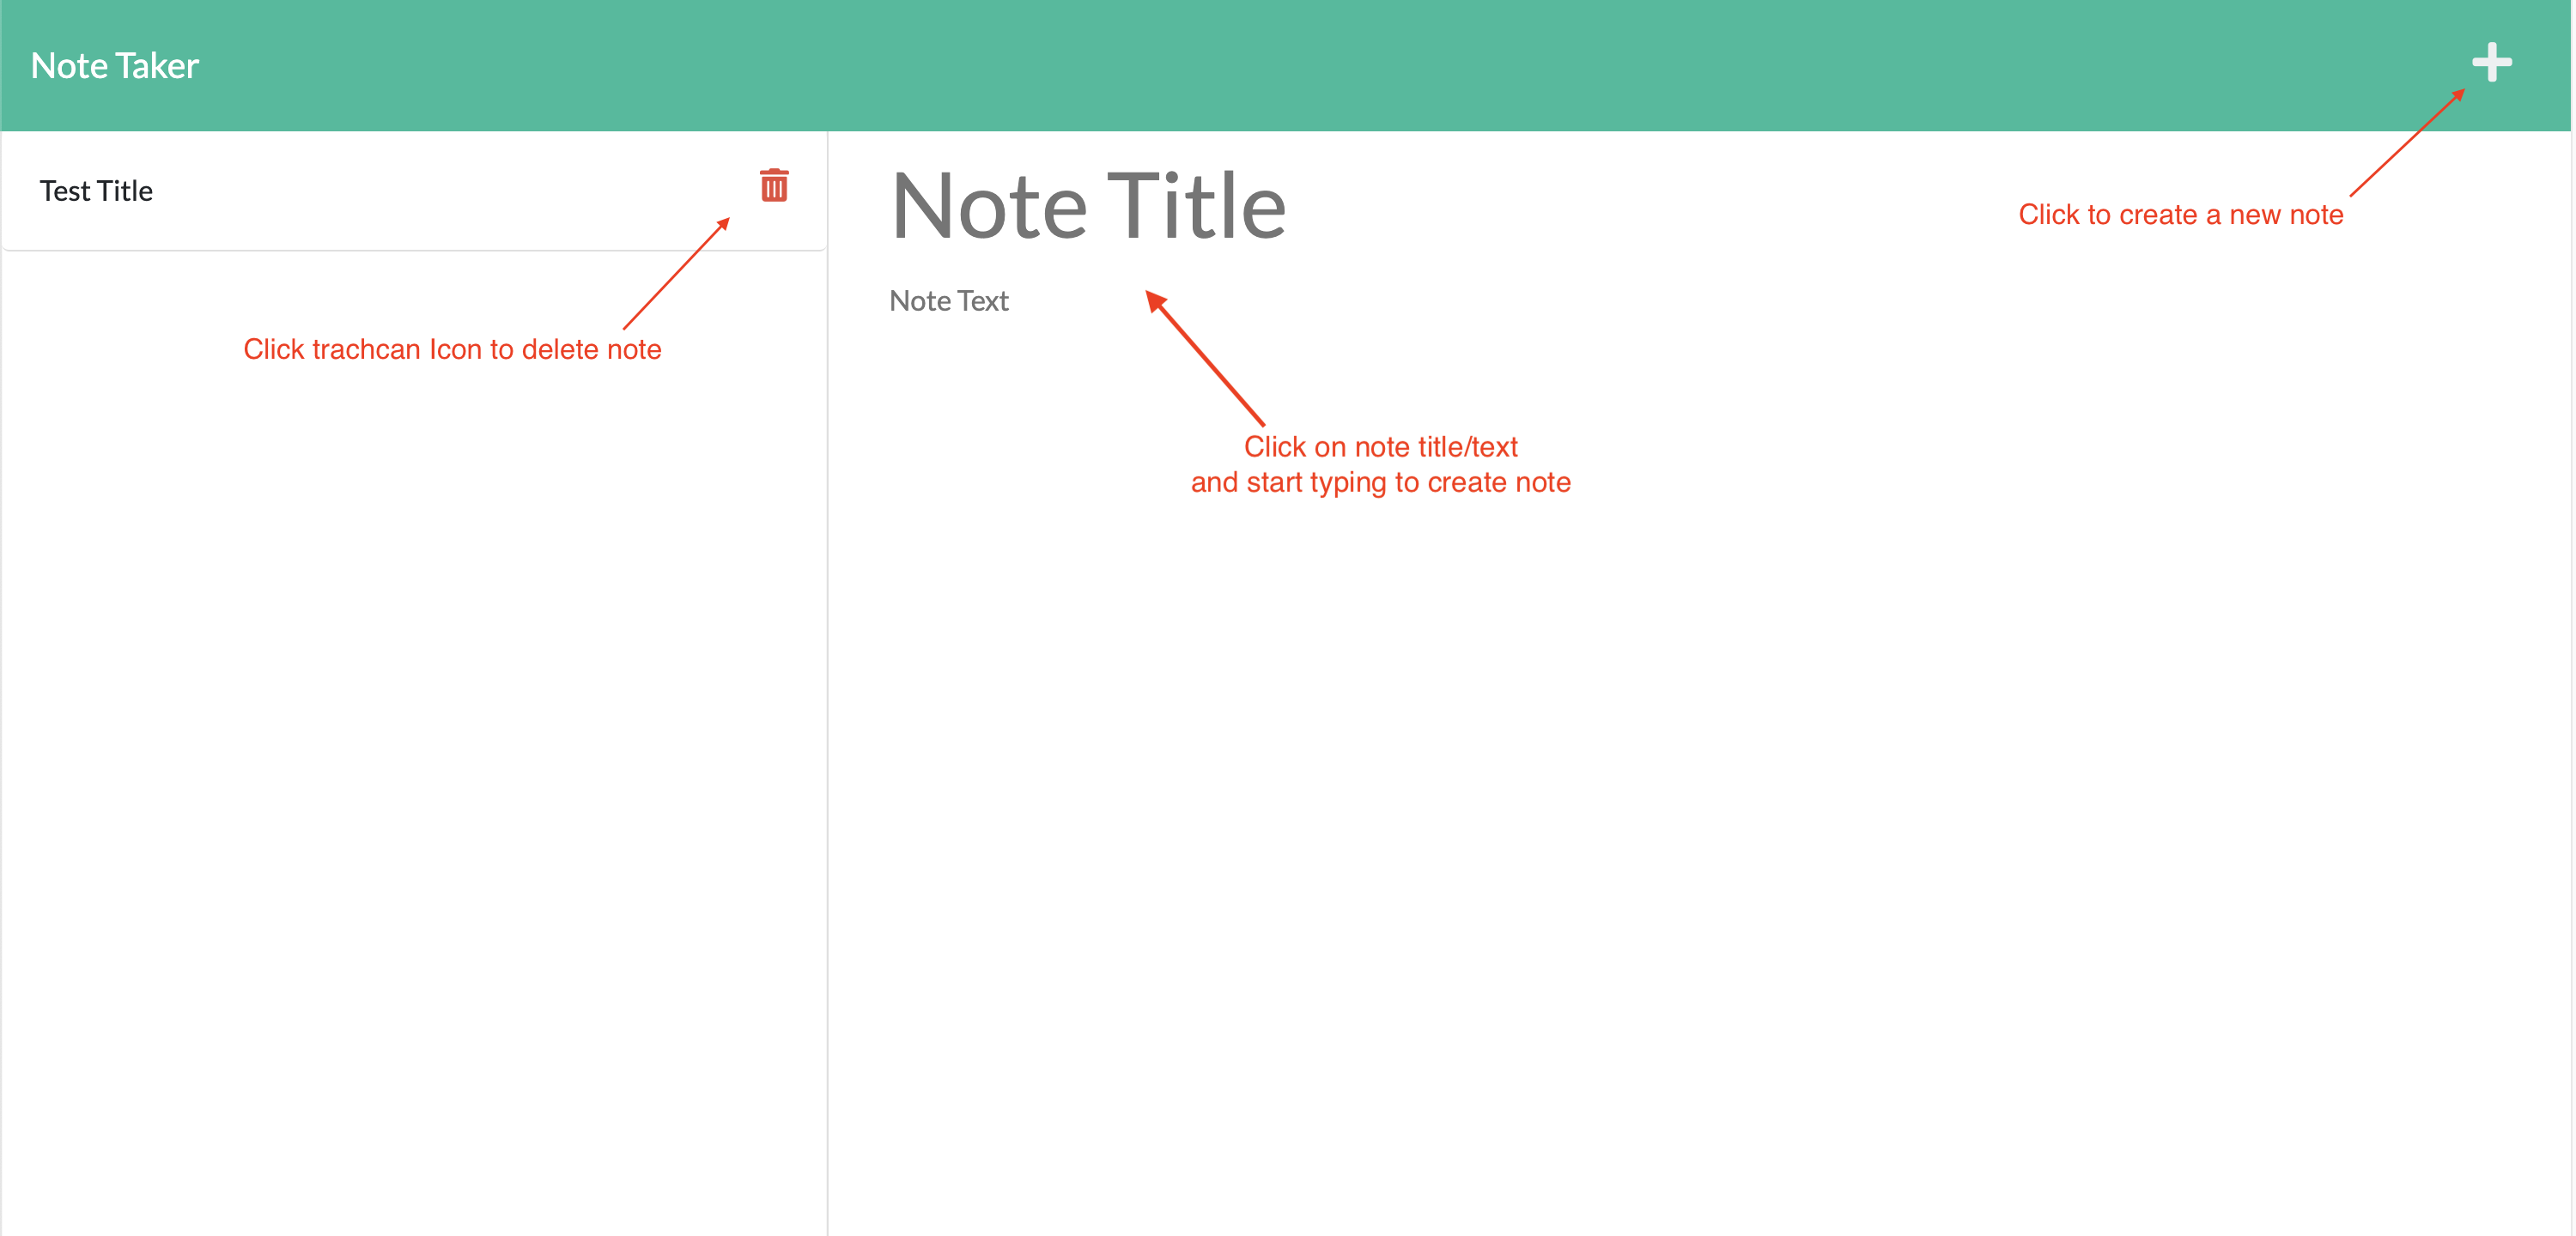 Note Taker
Test Title
Click trachcan Icon to delete note
Note Title
Note Text
Click on note title/text
and start typing to create note
Click to create a new note